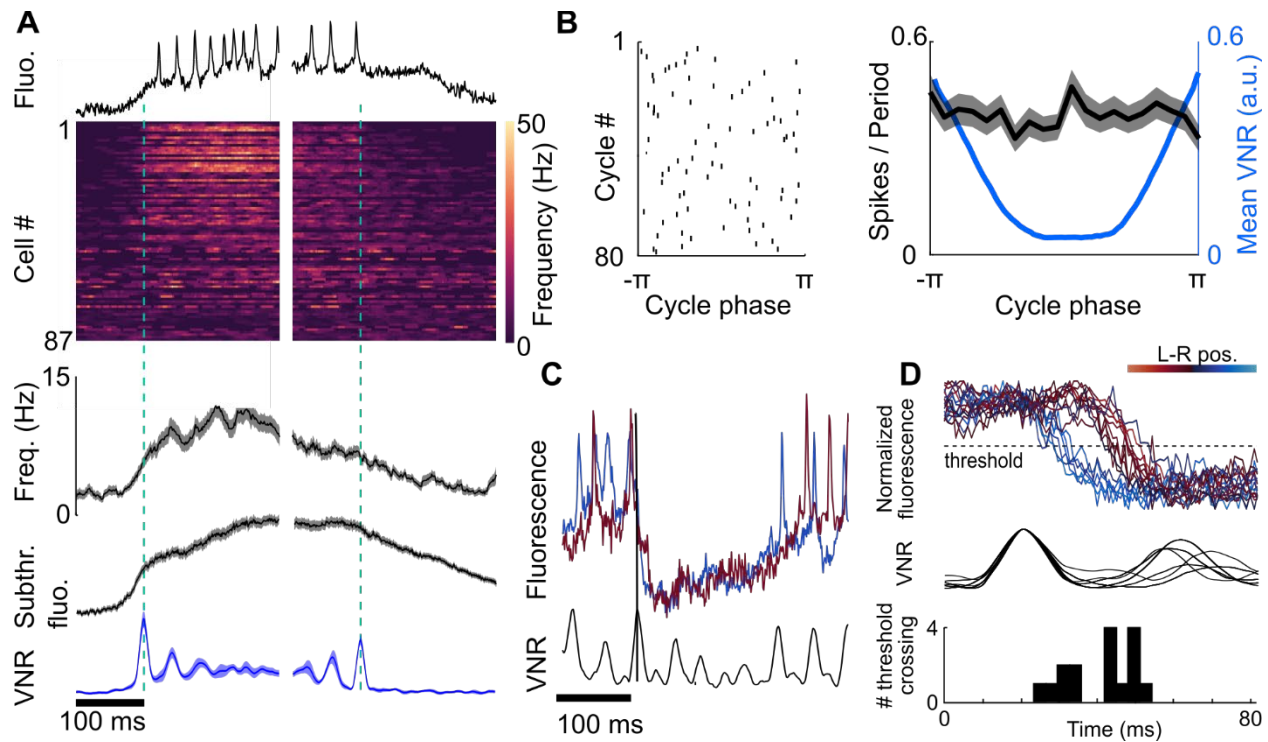 A
Fluo.
1
Cell #
87
50
Frequency (Hz)
0
15
Freq. (Hz)
0
Subthr.
fluo.
VNR
100 ms
B
1
Cycle #
80
-π
π
Cycle phase
0.6
Spikes / Period
0
0.6
Mean VNR (a.u.)
0
-π
π
Cycle phase
C
Fluorescence
VNR
100 ms
D
L-R pos.
Normalized
fluorescence
threshold
VNR
4
# threshold
crossing
0
0
80
Time (ms)